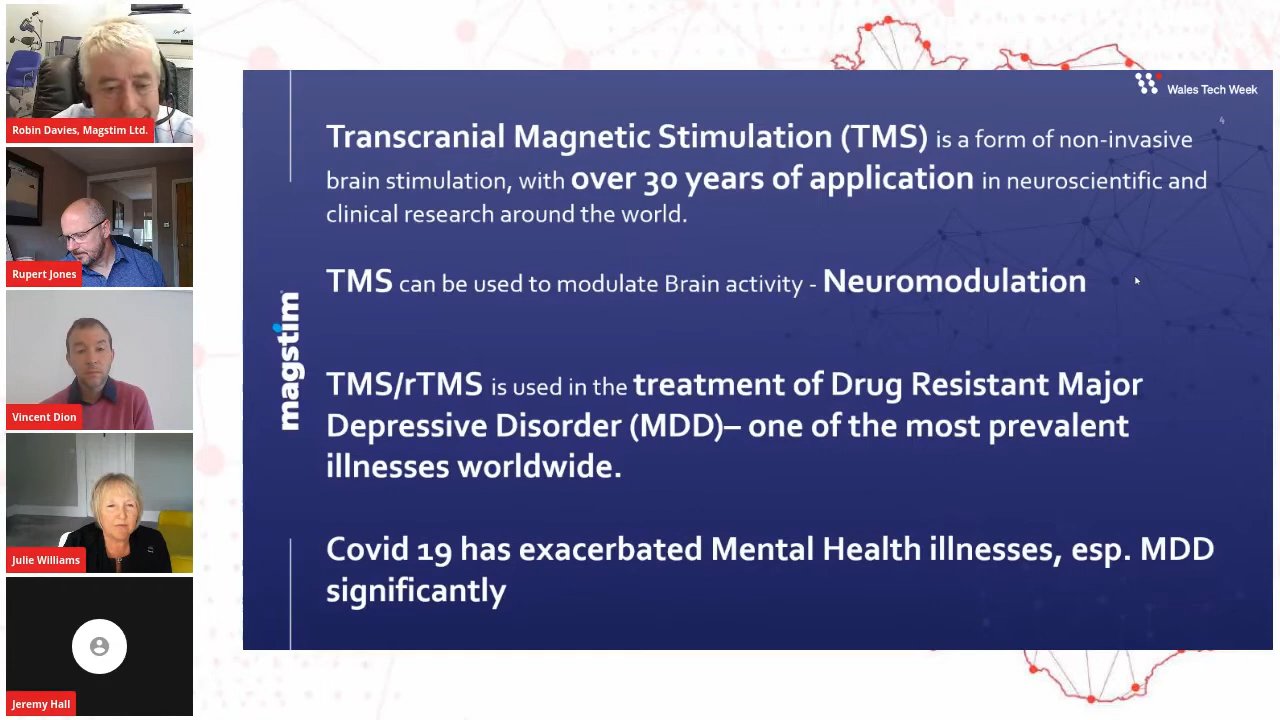 Robin Davies, Magstim Ltd.
Rupert Jones
Vincent Dion
Julie Williams
Jeremy Hall
Wales Tech Week
4
magstim
Transcranial Magnetic Stimulation (TMS) is a form of non-invasive
brain stimulation, with over 30 years of application in neuroscientific and
clinical research around the world.
TMS can be used to modulate Brain activity - Neuromodulation
TMS/rTMS is used in the treatment of Drug Resistant Major
Depressive Disorder (MDD)– one of the most prevalent
illnesses worldwide.
Covid 19 has exacerbated Mental Health illnesses, esp. MDD
significantly